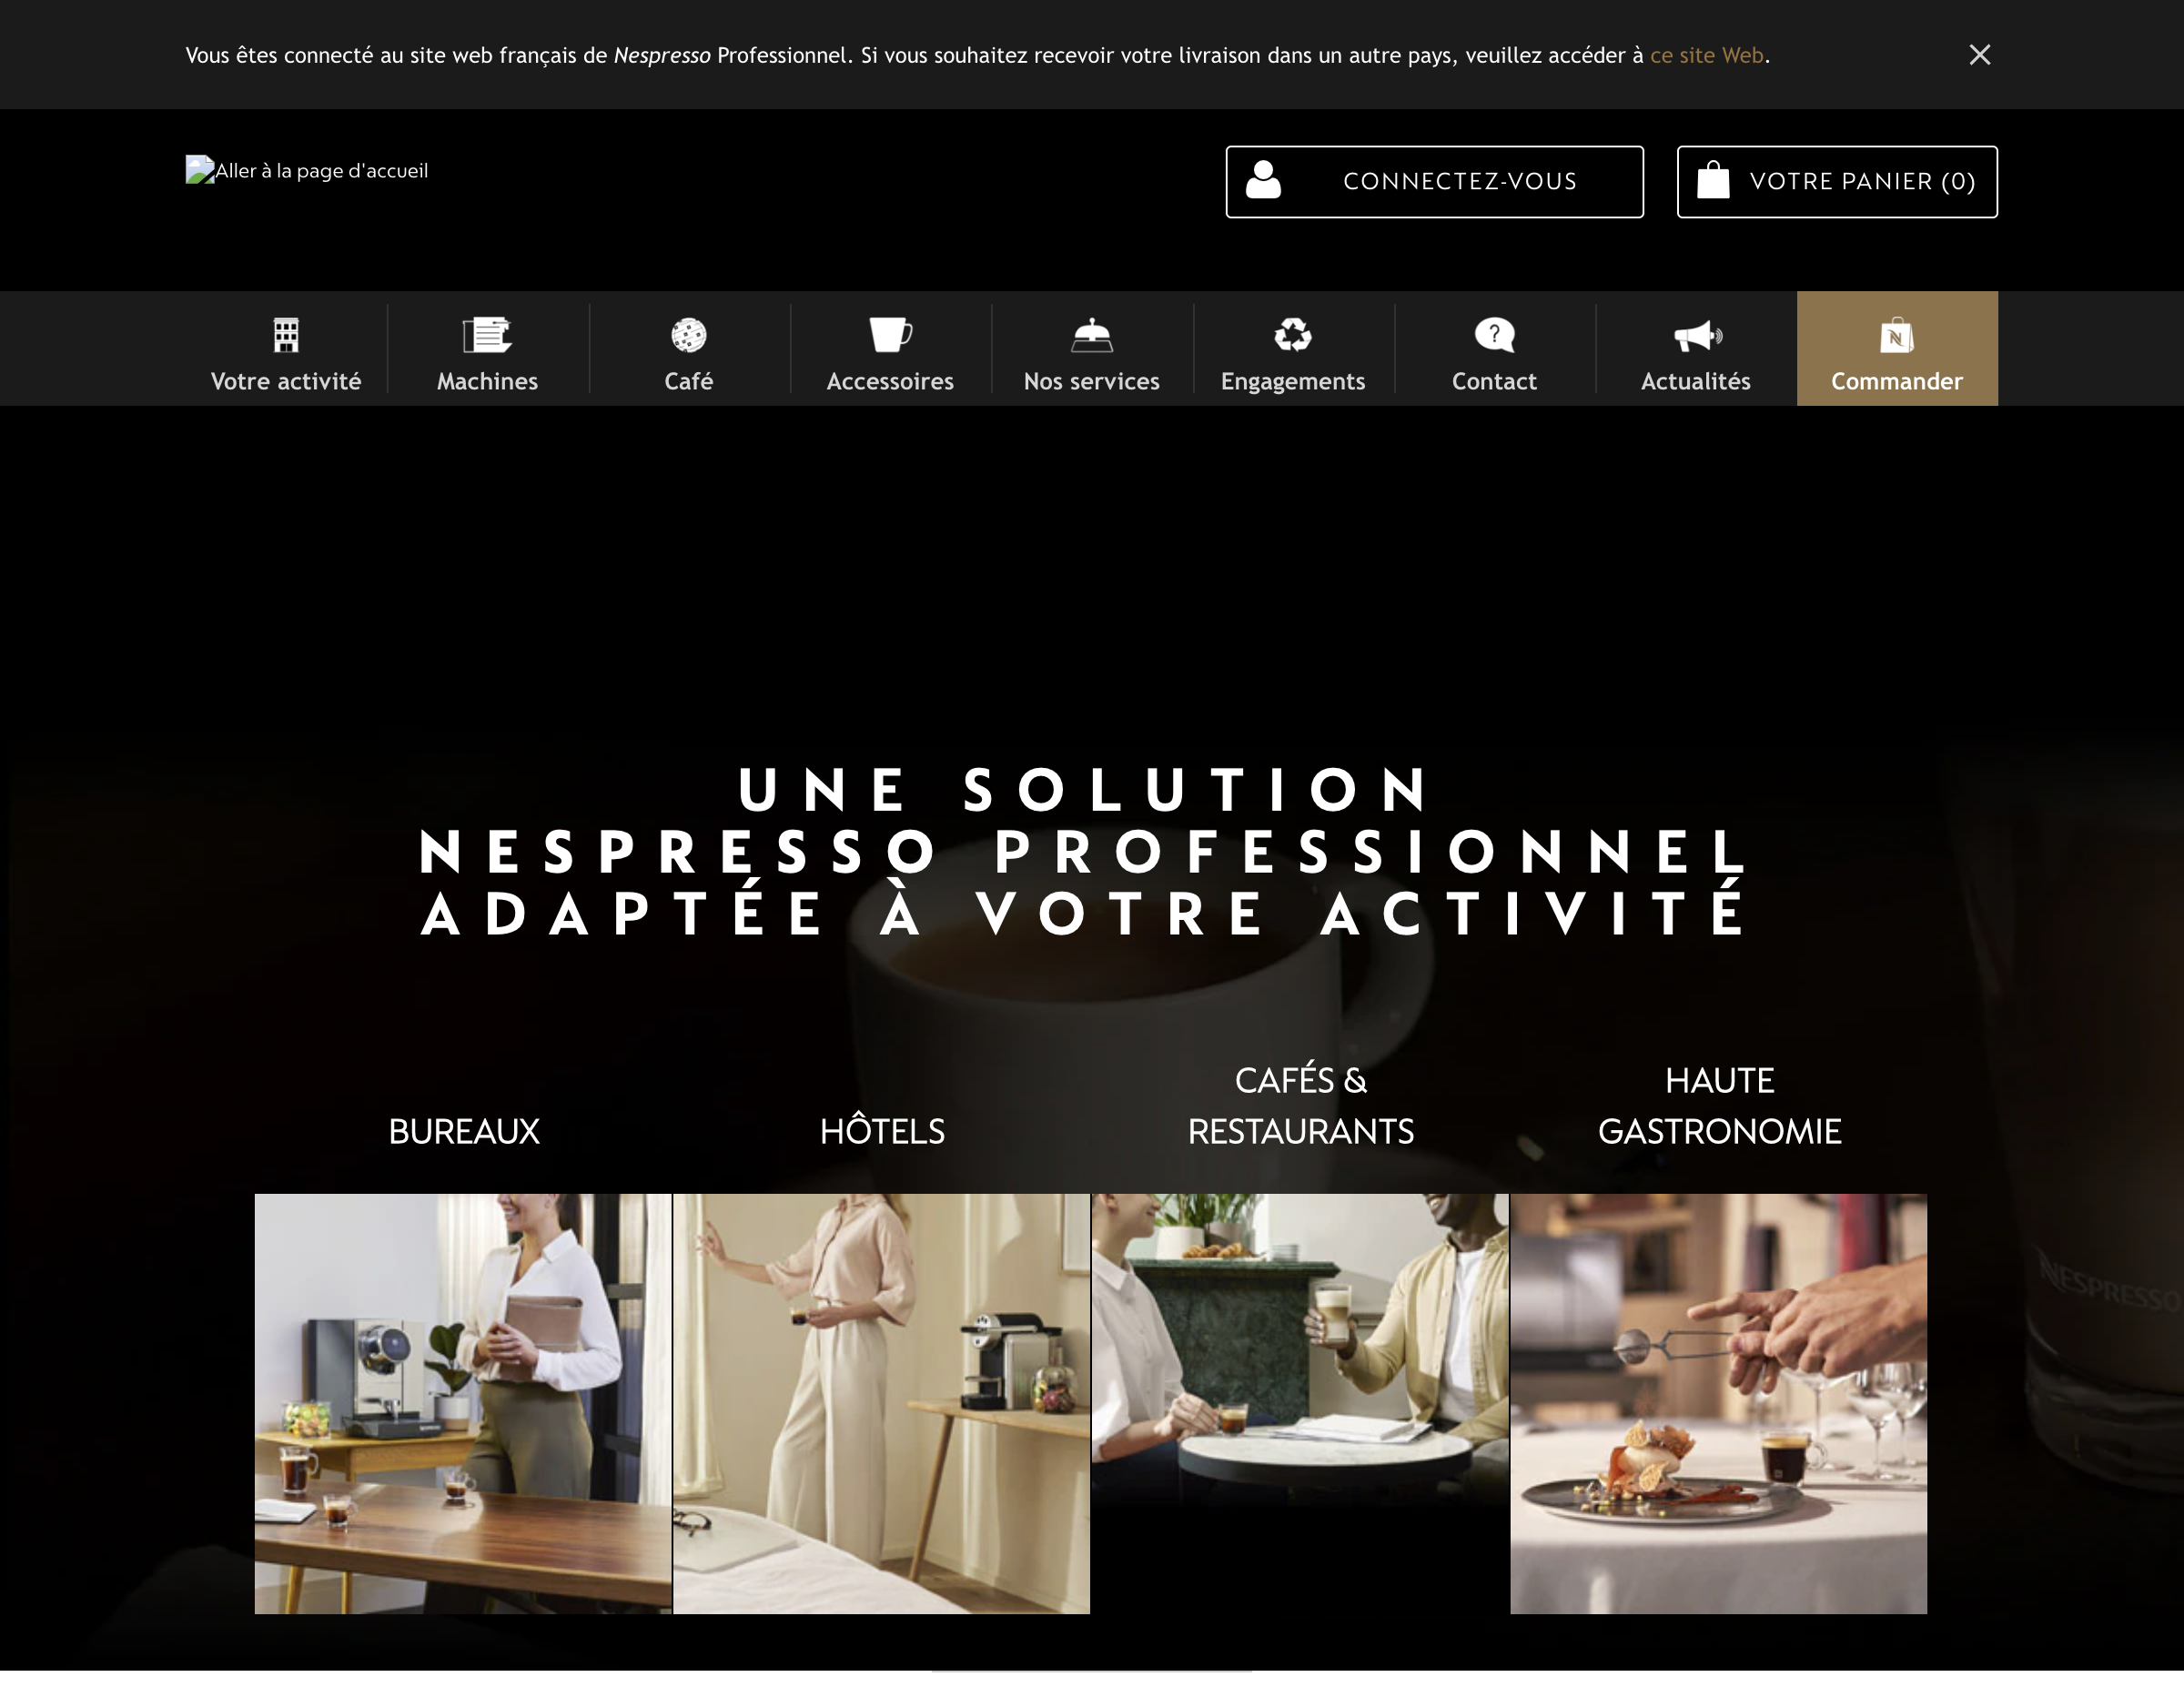 Vous êtes connecté au site web français de Nespresso Professionnel. Si vous souhaitez recevoir votre livraison dans un autre pays, veuillez accéder à ce site Web.
Aller à la page d'accueil
CONNECTEZ-VOUS
VOTRE PANIER (0)
Votre activité
Machines
Café
Accessoires
Nos services
Engagements
Contact
Actualités
Commander
UNE SOLUTION
NESPRESSO PROFESSIONNEL
ADAPTÉE À VOTRE ACTIVITÉ
BUREAUX
HÔTELS
CAFÉS &
RESTAURANTS
HAUTE
GASTRONOMIE
NESPRESSO